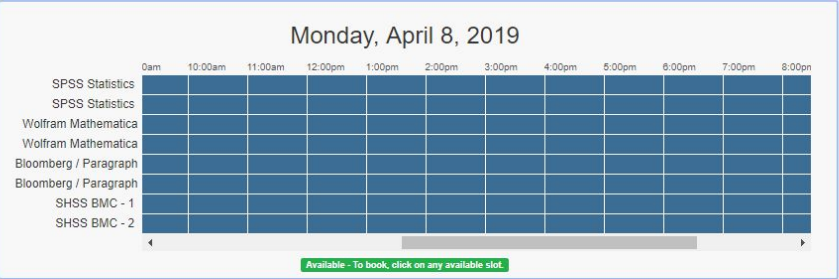 Monday, April 8, 2019
0am 10:00am 11:00am 12:00pm 1:00pm 2:00pm 3:00pm 4:00pm 5:00pm 6:00pm 7:00pm 8:00pm
SPSS Statistics
SPSS Statistics
Wolfram Mathematica
Wolfram Mathematica
Bloomberg / Paragraph
Bloomberg / Paragraph
SHSS BMC - 1
SHSS BMC - 2
Available - To book, click on any available slot.